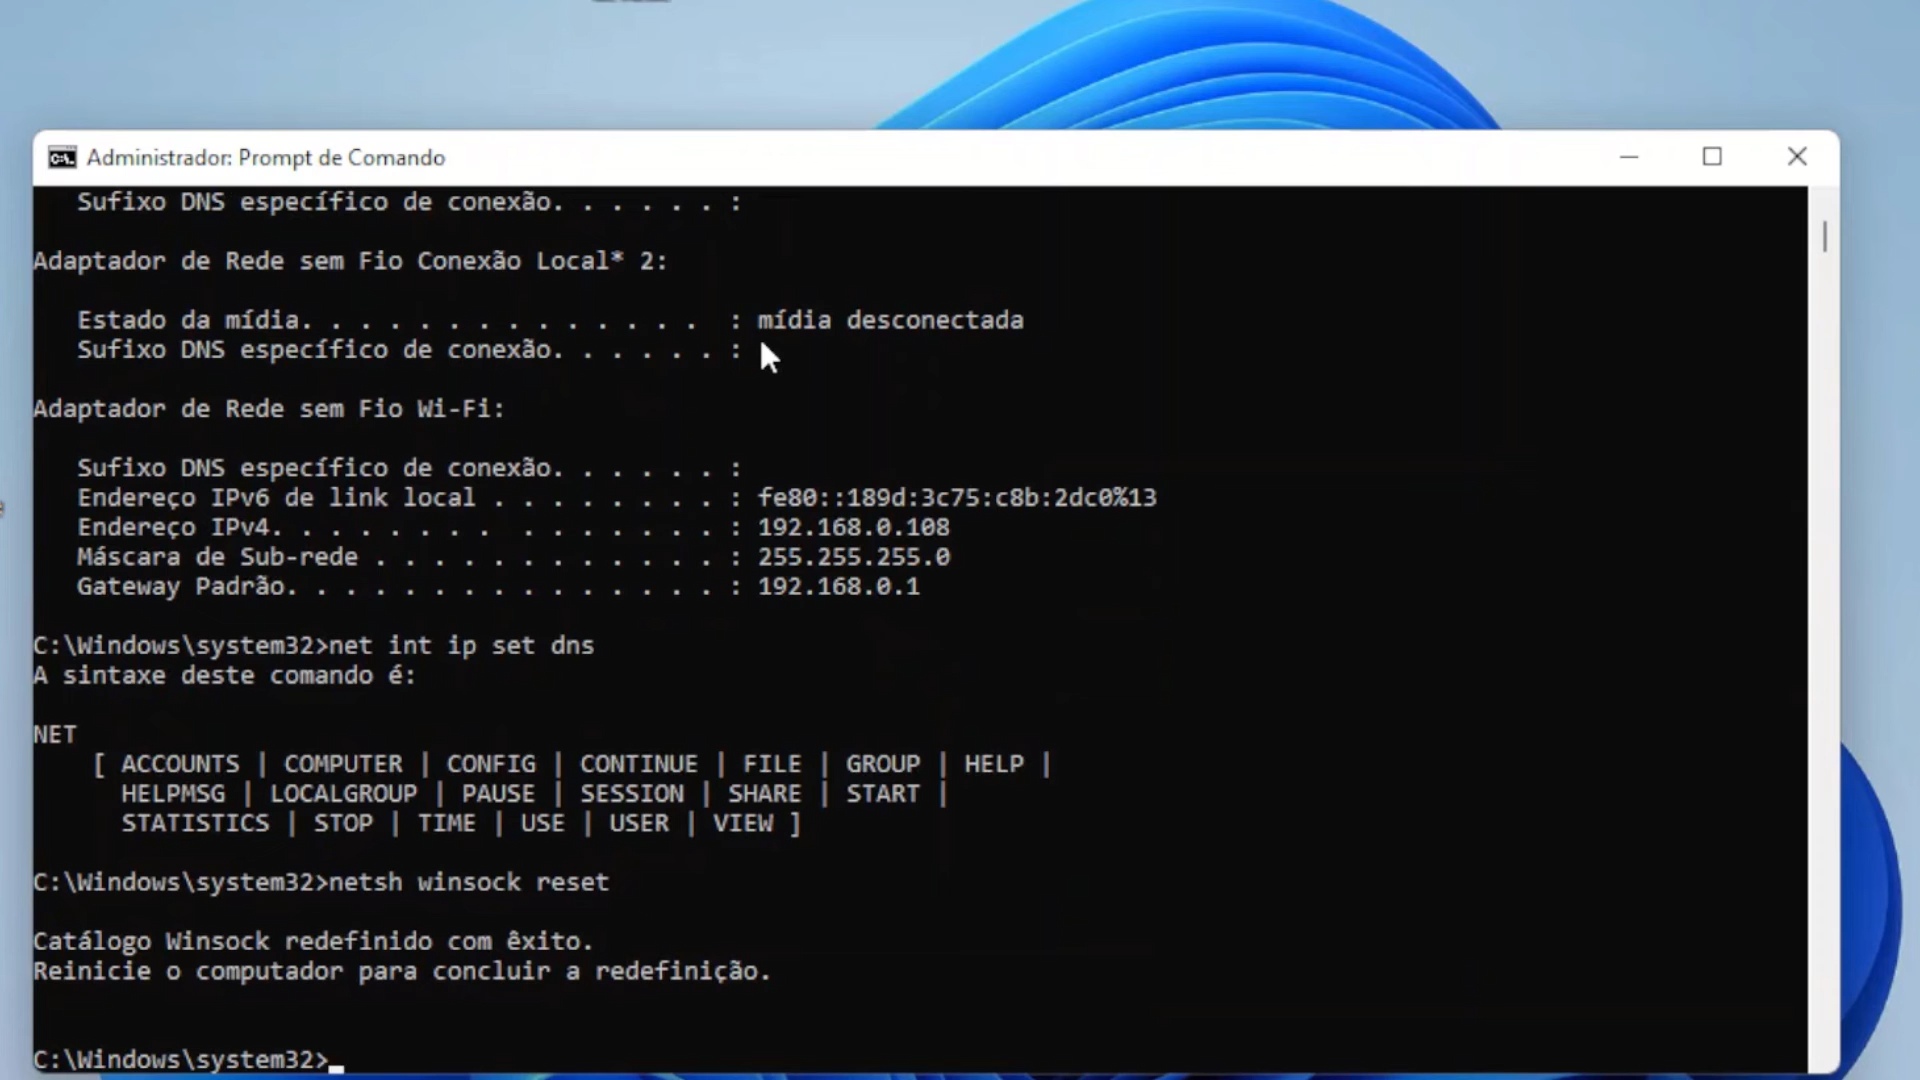 Administrador: Prompt de Comando
Sufixo DNS específico de conexão. . . . . . :
Adaptador de Rede sem Fio Conexão Local* 2:
Estado da mídia. . . . . . . . . . . . . .  : mídia desconectada
Sufixo DNS específico de conexão. . . . . . :
Adaptador de Rede sem Fio Wi-Fi:
Sufixo DNS específico de conexão. . . . . . :
Endereço IPv6 de link local . . . . . . . . : fe80::189d:3c75:c8b:2dc0%13
Endereço IPv4. . . . . . . .  . . . . . . . : 192.168.0.108
Máscara de Sub-rede . . . . . . . . . . . . : 255.255.255.0
Gateway Padrão. . . . . . . . . . . . . . . : 192.168.0.1
C:\Windows\system32>net int ip set dns
A sintaxe deste comando é:
NET
[ ACCOUNTS | COMPUTER | CONFIG | CONTINUE | FILE | GROUP | HELP |
HELPMSG | LOCALGROUP | PAUSE | SESSION | SHARE | START |
STATISTICS | STOP | TIME | USE | USER | VIEW ]
C:\Windows\system32>netsh winsock reset
Catálogo Winsock redefinido com êxito.
Reinicie o computador para concluir a redefinição.
C:\Windows\system32>